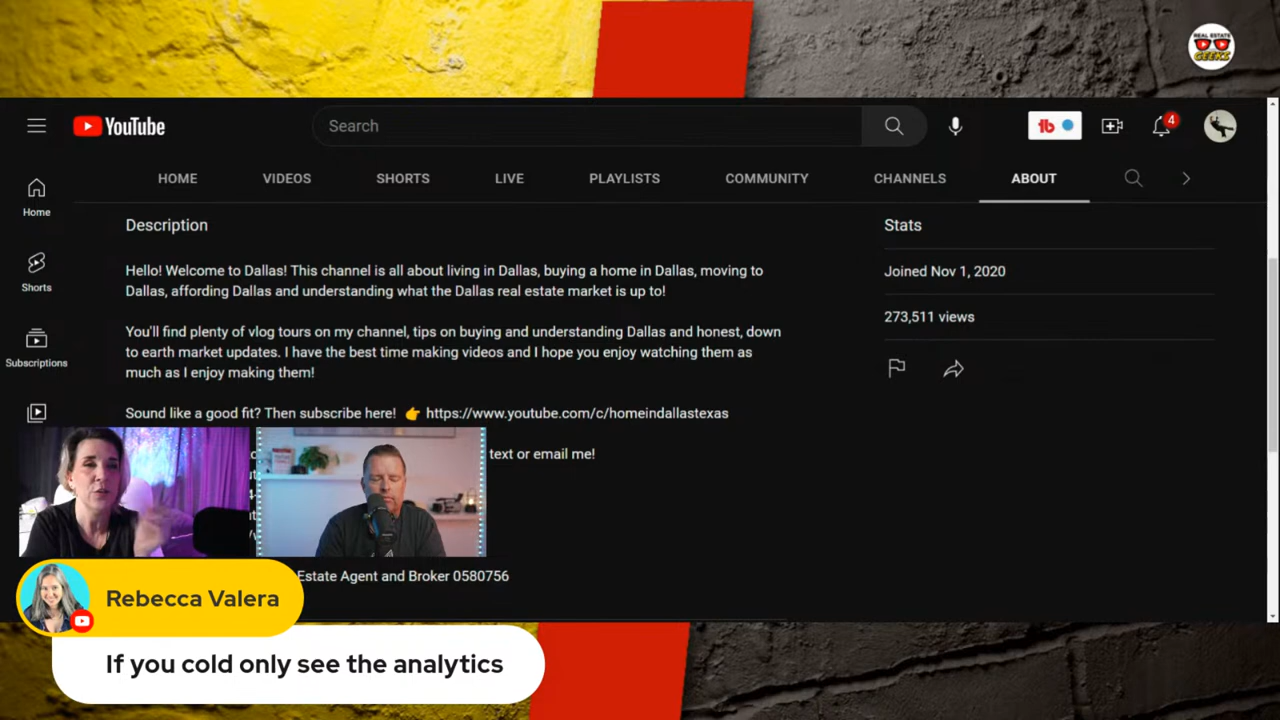 REAL ESTATE
GEEKS
YouTube
Search
4
HOME VIDEOS SHORTS LIVE PLAYLISTS COMMUNITY CHANNELS ABOUT
Home
Shorts
Subscriptions
Description
Hello! Welcome to Dallas! This channel is all about living in Dallas, buying a home in Dallas, moving to
Dallas, affording Dallas and understanding what the Dallas real estate market is up to!
You'll find plenty of vlog tours on my channel, tips on buying and understanding Dallas and honest, down
to earth market updates. I have the best time making videos and I hope you enjoy watching them as
much as I enjoy making them!
Sound like a good fit? Then subscribe here! 👉 https://www.youtube.com/c/homeindallastexas
text or email me!
Estate Agent and Broker 0580756
Stats
Joined Nov 1, 2020
273,511 views
Rebecca Valera
If you cold only see the analytics